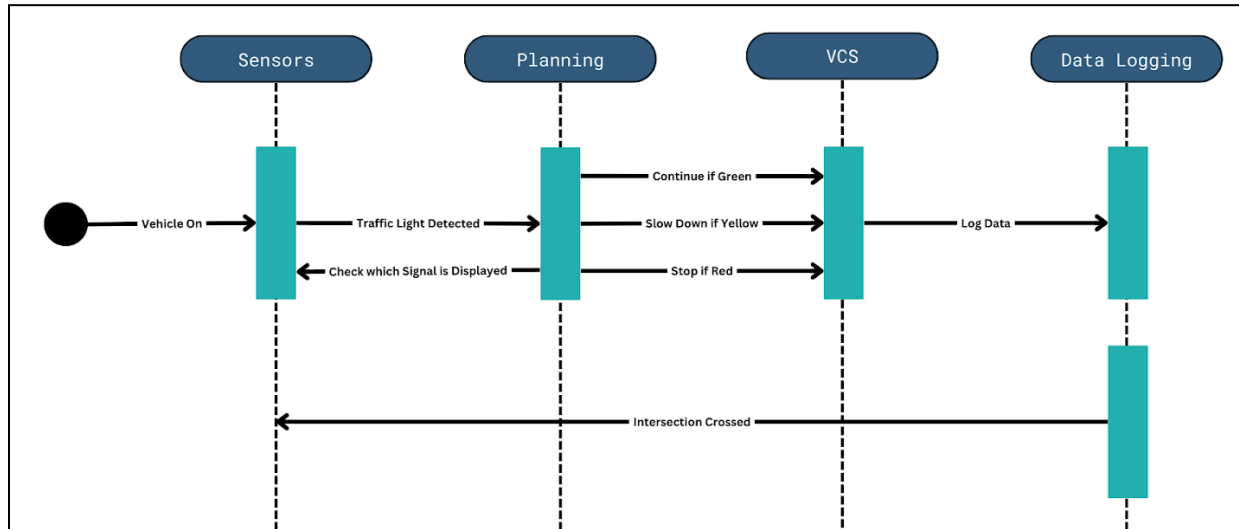 Sensors
Planning
VCS
Data Logging
Continue if Green
Vehicle On
Traffic Light Detected
Slow Down if Yellow
Log Data
Check which Signal is Displayed
Stop if Red
Intersection Crossed